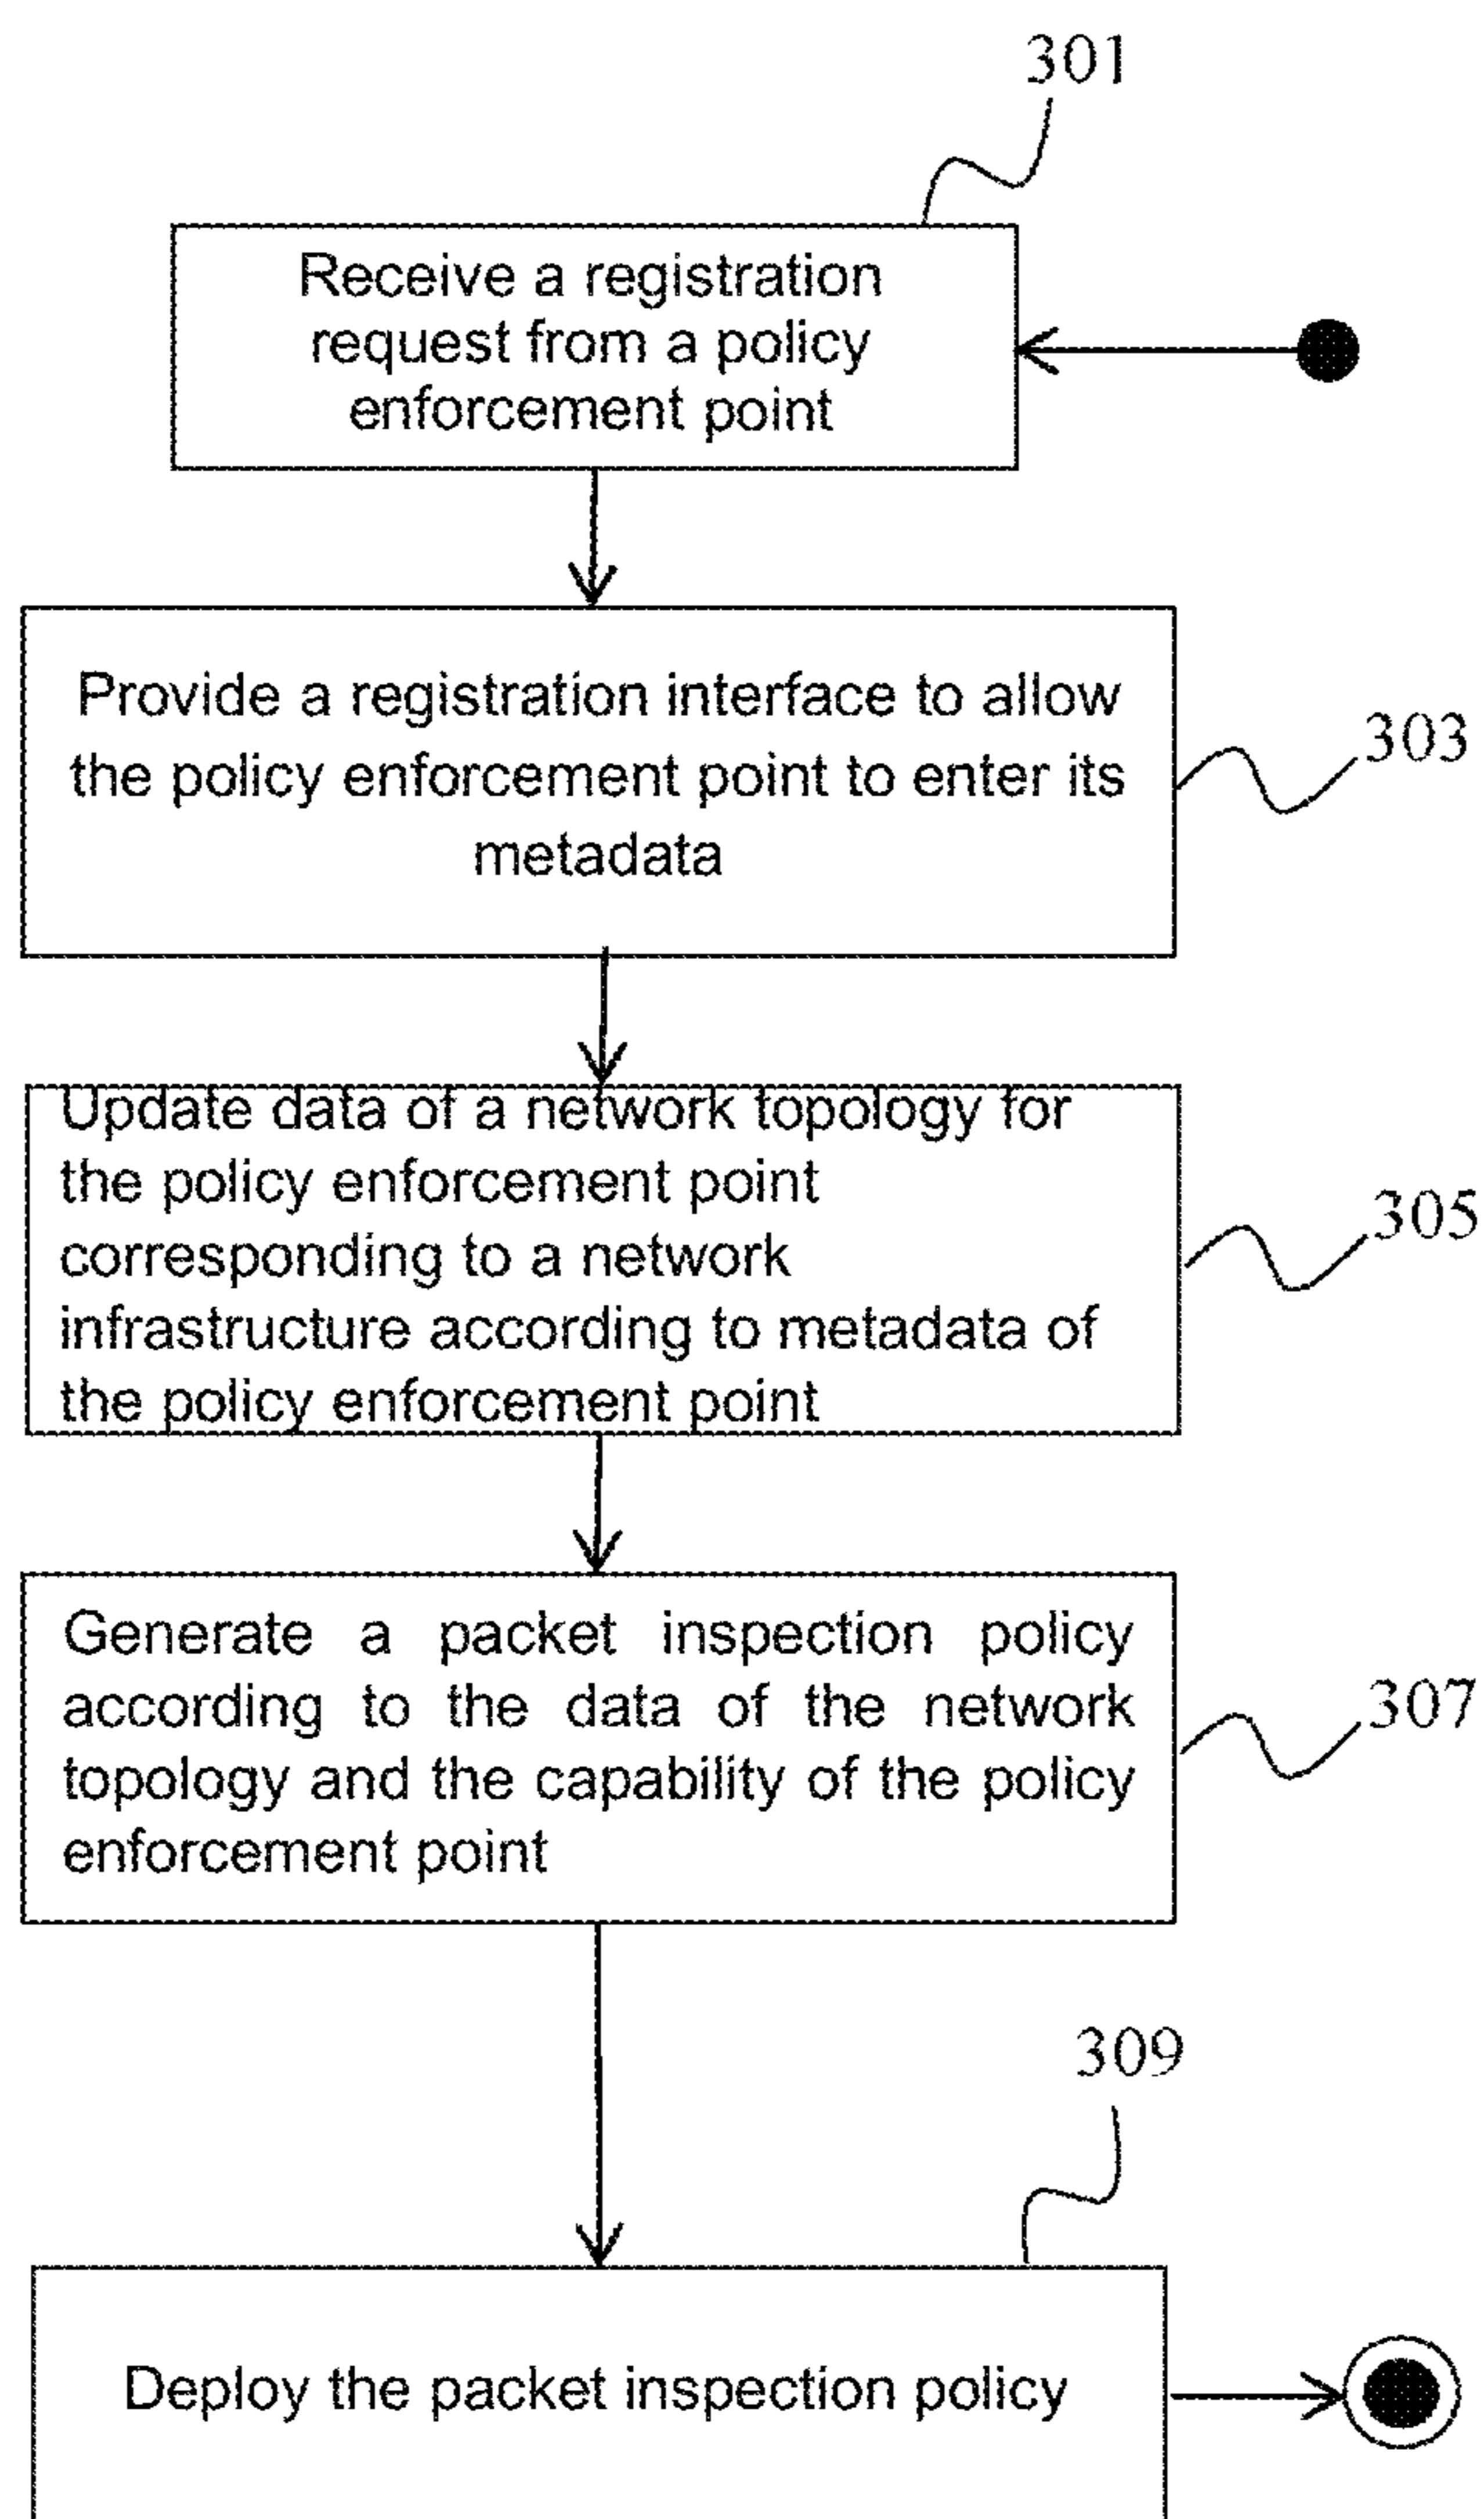 301
Receive a registration
request from a policy
enforcement point
Provide a registration interface to allow
the policy enforcement point to enter its
metadata
303
Update data of a network topology for
the policy enforcement point
corresponding to a network
infrastructure according to metadata of
the policy enforcement point
305
Generate a packet inspection policy
according to the data of the network
topology and the capability of the policy
enforcement point
307
309
Deploy the packet inspection policy